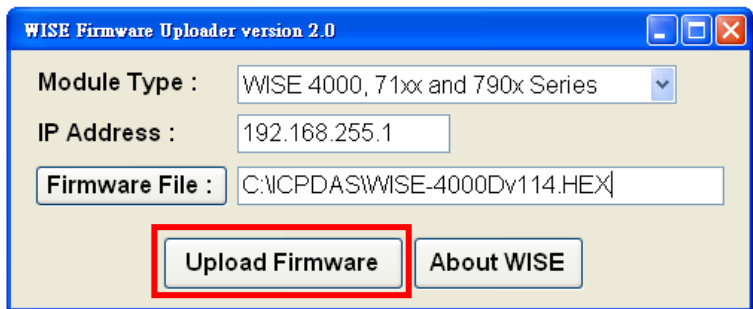 WISE Firmware Uploader version 2.0
Module Type : WISE 4000, 71xx and 790x Series
IP Address : 192.168.255.1
Firmware File : C:\ICPDAS\WISE-4000Dv114.HEX
Upload Firmware About WISE